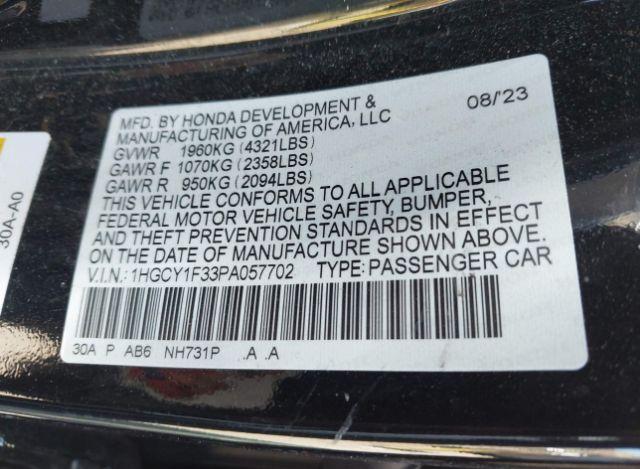 MFD. BY HONDA DEVELOPMENT & 08/'23
MANUFACTURING OF AMERICA, LLC
GVWR 1960KG (4321LBS)
GAWR F 1070KG (2358LBS)
GAWR R 950KG (2094LBS)
THIS VEHICLE CONFORMS TO ALL APPLICABLE
FEDERAL MOTOR VEHICLE SAFETY, BUMPER,
AND THEFT PREVENTION STANDARDS IN EFFECT
ON THE DATE OF MANUFACTURE SHOWN ABOVE.
V.I.N.: 1HGCY1F33PA057702 TYPE: PASSENGER CAR
30A P AB6 NH731P .A .A
30A-A0